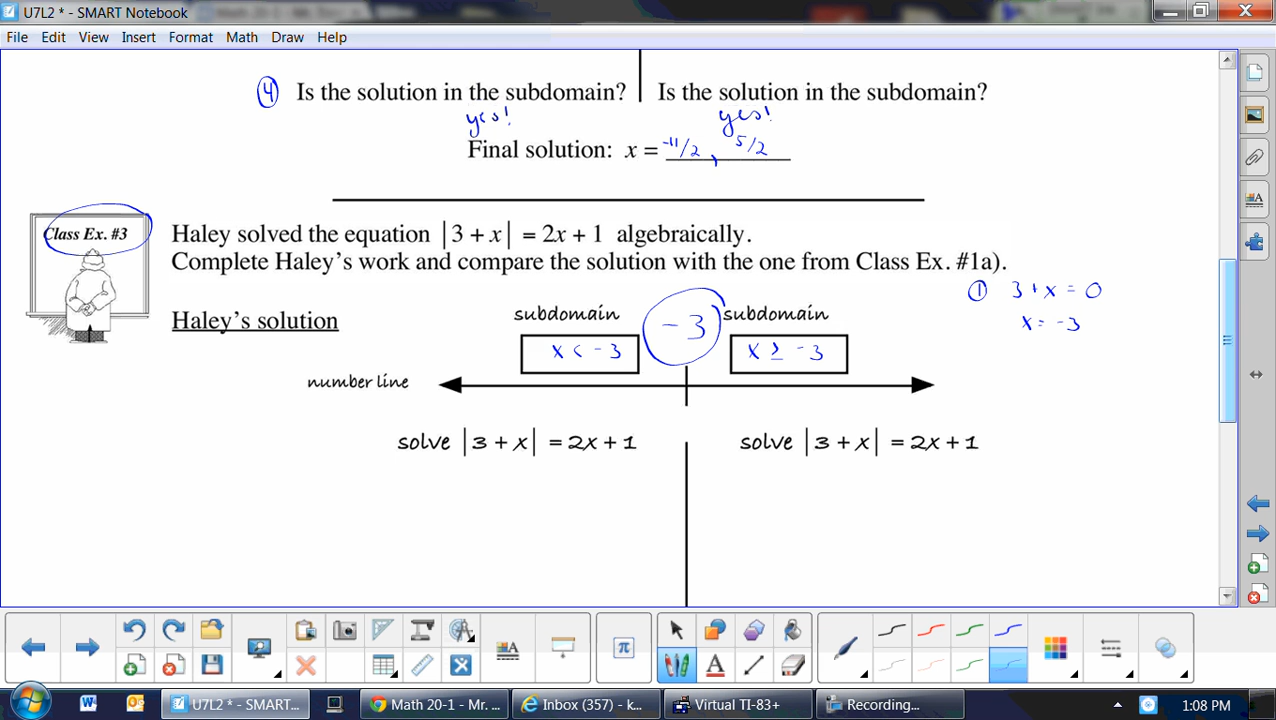 U7L2 * - SMART Notebook
File Edit View Insert Format Math Draw Help
④ Is the solution in the subdomain? Is the solution in the subdomain?
yes! yes!
Final solution: x = -11/2 , 5/2
Class Ex. #3
Haley solved the equation |3 + x| = 2x + 1 algebraically.
Complete Haley's work and compare the solution with the one from Class Ex. #1a).
① 3 + x = 0
x = -3
Haley's solution
subdomain -3 subdomain
x < -3 x ≥ -3
number line
solve |3 + x| = 2x + 1 solve |3 + x| = 2x + 1
π
A
U7L2 * - SMART... Math 20-1 - Mr. ... Inbox (357) - k... Virtual TI-83+ Recording... 1:08 PM